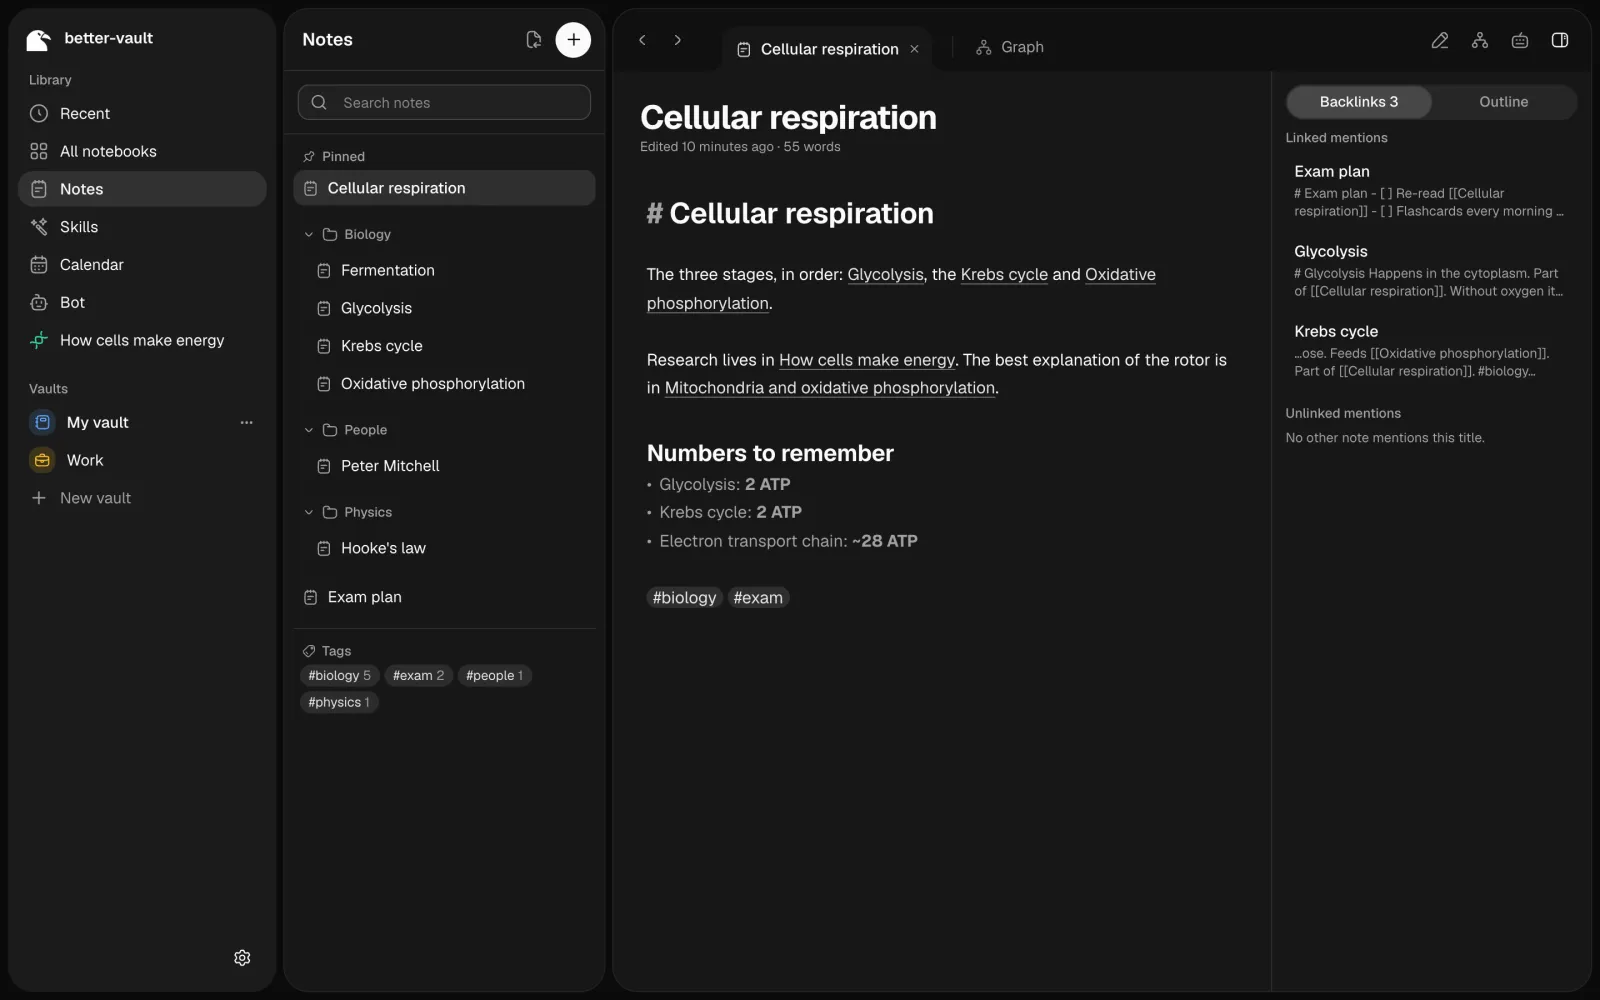 better-vault
Library
Recent
All notebooks
Notes
Skills
Calendar
Bot
How cells make energy
Vaults
My vault
Work
New vault
Notes
Search notes
Pinned
Cellular respiration
Biology
Fermentation
Glycolysis
Krebs cycle
Oxidative phosphorylation
People
Peter Mitchell
Physics
Hooke's law
Exam plan
Tags
#biology 5 #exam 2 #people 1
#physics 1
Cellular respiration × Graph
Cellular respiration
Edited 10 minutes ago · 55 words
# Cellular respiration
The three stages, in order: Glycolysis, the Krebs cycle and Oxidative
phosphorylation.
Research lives in How cells make energy. The best explanation of the rotor is
in Mitochondria and oxidative phosphorylation.
Numbers to remember
• Glycolysis: 2 ATP
• Krebs cycle: 2 ATP
• Electron transport chain: ~28 ATP
#biology #exam
Backlinks 3 Outline
Linked mentions
Exam plan
# Exam plan - [ ] Re-read [[Cellular
respiration]] - [ ] Flashcards every morning ...
Glycolysis
# Glycolysis Happens in the cytoplasm. Part
of [[Cellular respiration]]. Without oxygen it...
Krebs cycle
...ose. Feeds [[Oxidative phosphorylation]].
Part of [[Cellular respiration]]. #biology...
Unlinked mentions
No other note mentions this title.